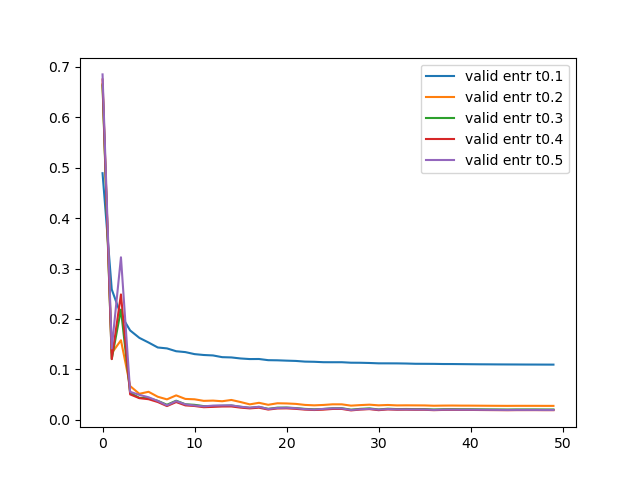 0.7
0.6
0.5
0.4
0.3
0.2
0.1
0.0
0 10 20 30 40 50
valid entr t0.1
valid entr t0.2
valid entr t0.3
valid entr t0.4
valid entr t0.5